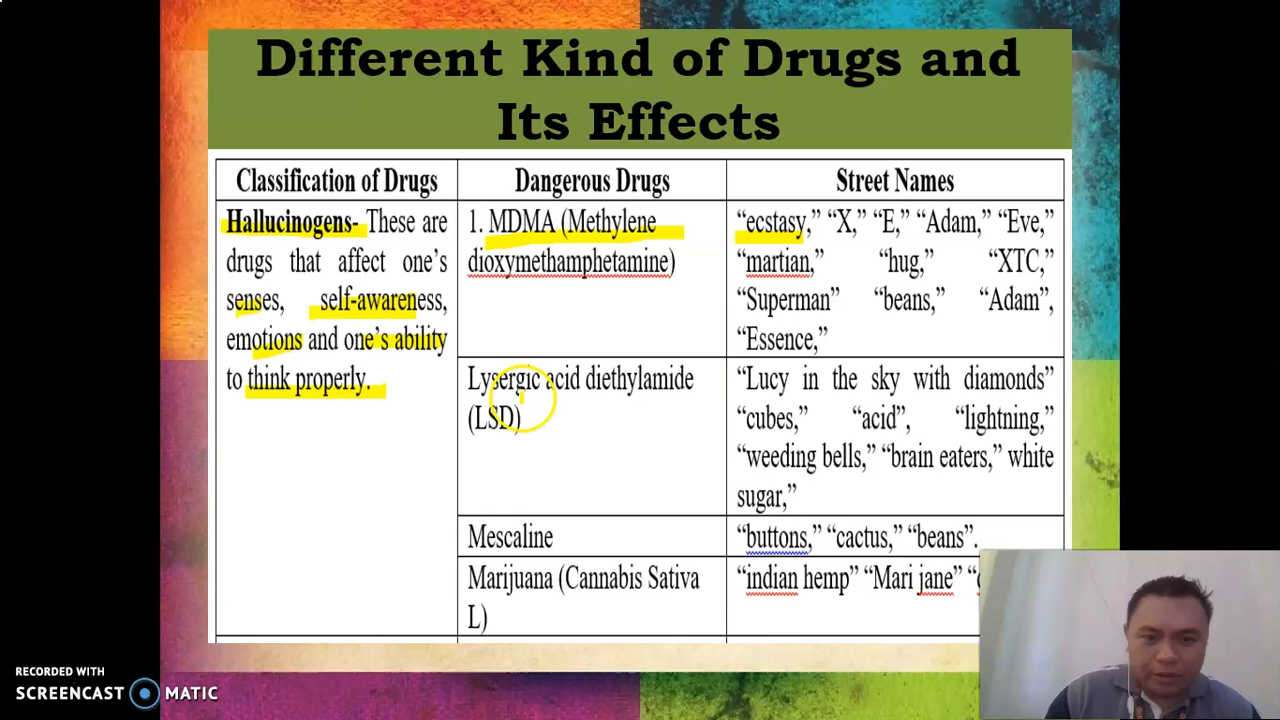 Different Kind of Drugs and
Its Effects
Classification of Drugs
Dangerous Drugs
Street Names
Hallucinogens- These are
drugs that affect one’s
senses, self-awareness,
emotions and one’s ability
to think properly.
1. MDMA (Methylene
dioxymethamphetamine)
“ecstasy,” “X,” “E,” “Adam,” “Eve,”
“martian,” “hug,” “XTC,”
“Superman” “beans,” “Adam”,
“Essence,”
Lysergic acid diethylamide
(LSD)
“Lucy in the sky with diamonds”
“cubes,” “acid”, “lightning,”
“weeding bells,” “brain eaters,” white
sugar,”
Mescaline
“buttons,” “cactus,” “beans”.
Marijuana (Cannabis Sativa
L)
“indian hemp” “Mari jane”
RECORDED WITH
SCREENCAST MATIC